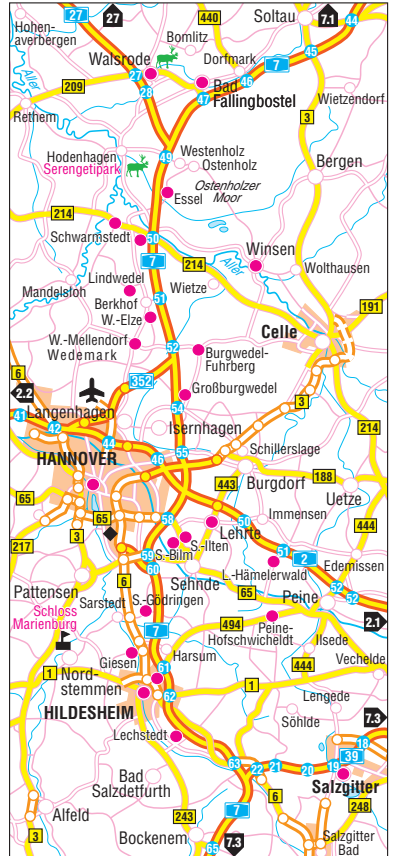 27
27
440
Soltau
7.1
44
Hohen-
averbergen
Bomlitz
45
Walsrode
Dorfmark
7
Aller
27
46
209
28
Bad
Fallingbostel
47
Wietzendorf
Rethem
3
Hodenhagen
Serengetipark
49
Westenholz
Ostenholz
Bergen
Ostenholzer
Moor
Essel
214
Schwarmstedt
50
Winsen
7
214
Aller
Wolthausen
Lindwedel
Mandelsloh
Wietze
Berkhof
51
191
W.-Elze
Celle
W.-Mellendorf
Wedemark
52
Burgwedel-
Fuhrberg
6
352
2.2
Großburgwedel
3
41
Langenhagen
54
42
Isernhagen
214
44
Schillerslage
HANNOVER
46
55
443
Burgdorf
188
65
Uetze
65
58
50
Immensen
3
Lehrte
444
217
S.-Ilten
S.-Bilm
59
51
2
60
L.-Hämelerwald
Edemissen
6
Sehnde
52
52
Pattensen
65
Peine
Schloss
Marienburg
Sarstedt
S.-Gödringen
2.1
7
494
Peine-
Hofschwicheldt
Ilsede
Giesen
Harsum
444
Vechelde
1
Nord-
stemmen
61
1
62
Lengede
HILDESHEIM
7.3
Söhlde
Lechstedt
18
39
63
22
21
20
19
Bad
Salzdetfurth
Salzgitter
6
Alfeld
7
248
243
3
Bockenem
7.3
Salzgitter
Bad
65